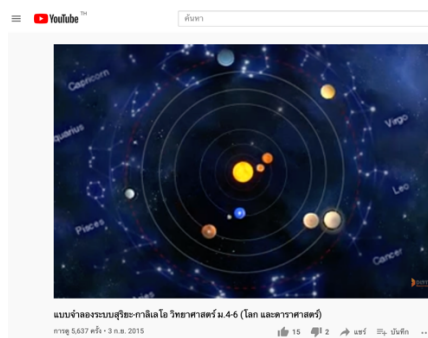 YouTube TH
ค้นหา
Capricorn
Aquarius
Virgo
Leo
Pisces
Cancer
แบบจำลองระบบสุริยะ-กาลิเลโอ วิทยาศาสตร์ ม.4-6 (โลก และดาราศาสตร์)
การดู 5,637 ครั้ง • 3 ก.ย. 2015
15 2 แชร์ บันทึก